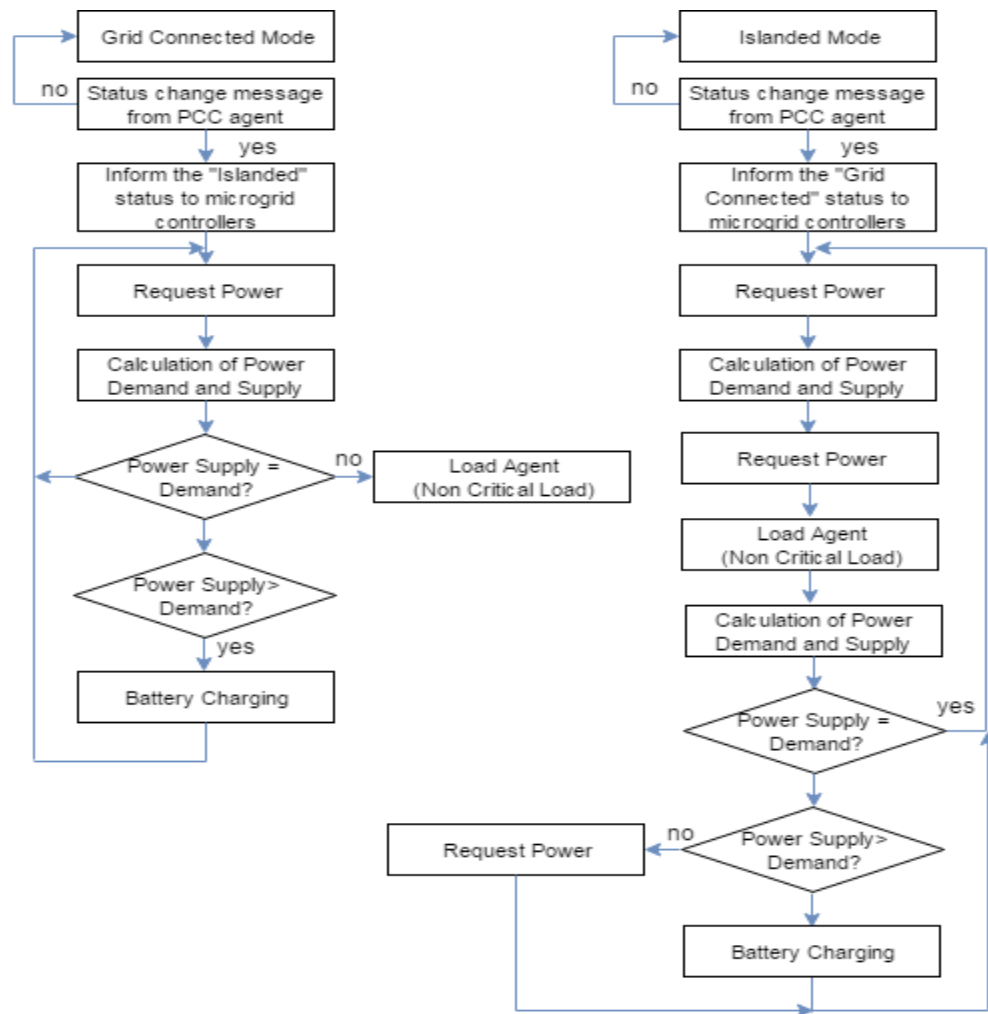 Grid Connected Mode
no
Status change message
from PCC agent
yes
Inform the "Islanded"
status to microgrid
controllers
Request Power
Calculation of Power
Demand and Supply
Power Supply =
Demand?
no
Load Agent
(Non Critical Load)
Power Supply>
Demand?
yes
Battery Charging
Islanded Mode
no
Status change message
from PCC agent
yes
Inform the "Grid
Connected" status to
microgrid controllers
Request Power
Calculation of Power
Demand and Supply
Request Power
Load Agent
(Non Critical Load)
Calculation of Power
Demand and Supply
Power Supply =
Demand?
yes
Power Supply>
Demand?
no
Request Power
Battery Charging